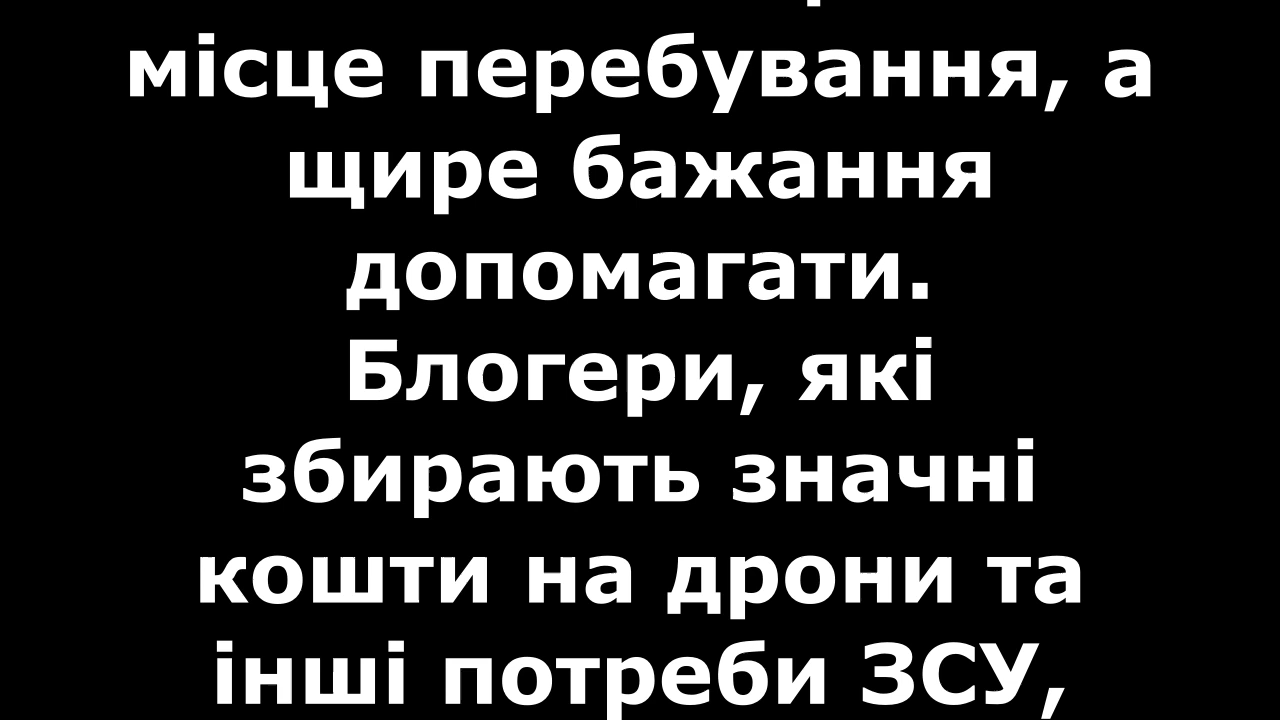 місце перебування, а
щире бажання
допомагати.
Блогери, які
збирають значні
кошти на дрони та
інші потреби ЗСУ,